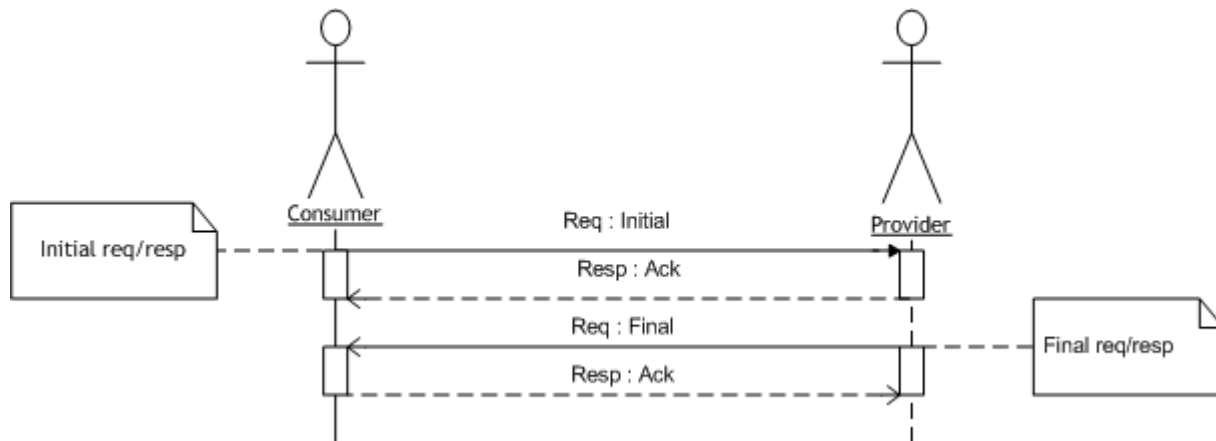 Consumer
Provider
Initial req/resp
Req : Initial
Resp : Ack
Req : Final
Final req/resp
Resp : Ack